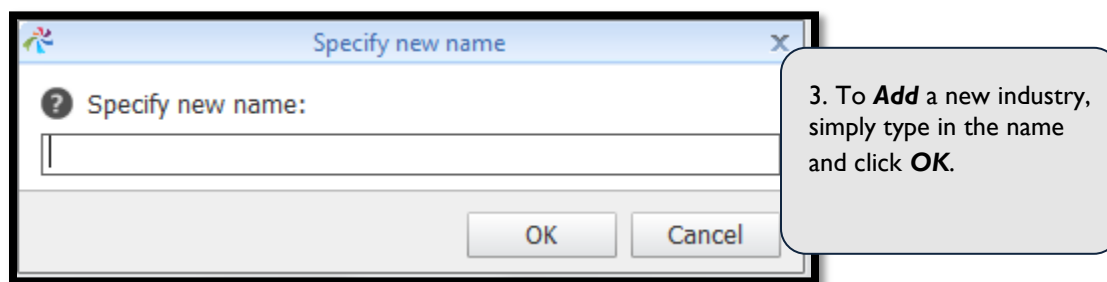 Specify new name
x
? Specify new name:
OK
Cancel
3. To Add a new industry,
simply type in the name
and click OK.